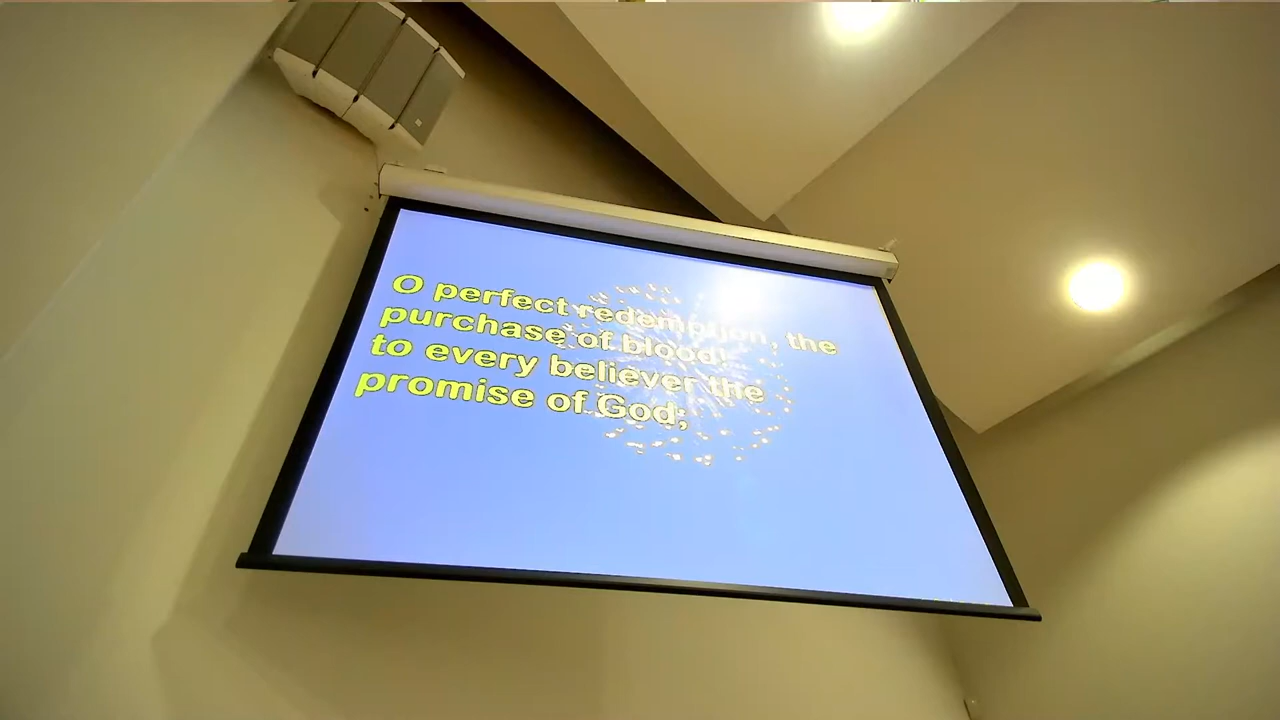 O perfect redemption, the
purchase of blood!
to every believer the
promise of God;